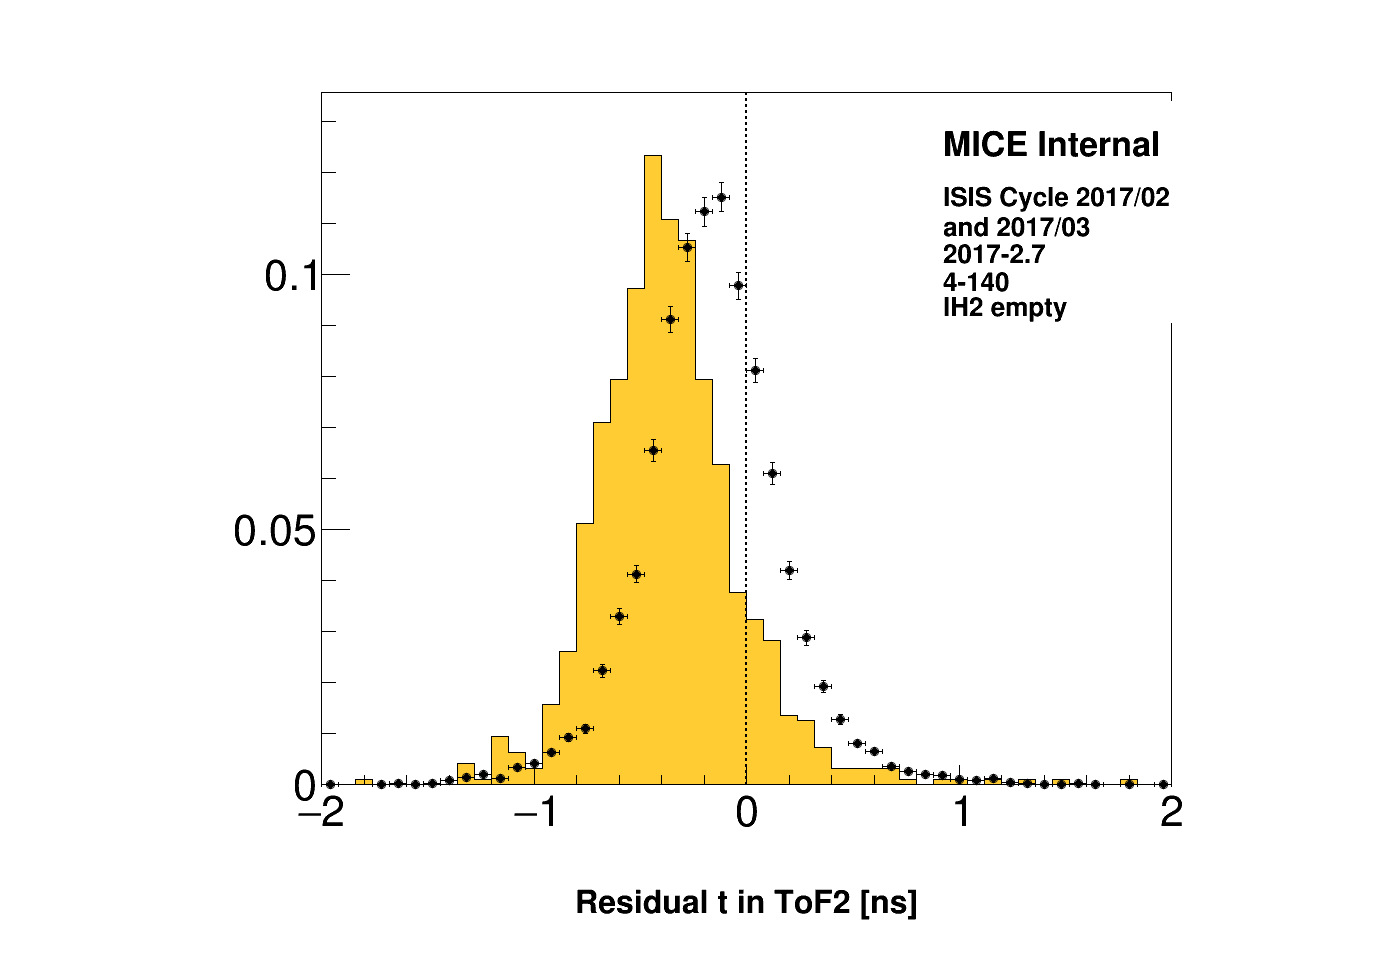 MICE Internal
ISIS Cycle 2017/02
and 2017/03
2017-2.7
4-140
IH2 empty
0.1
0.05
0
−2 −1 0 1 2
Residual t in ToF2 [ns]